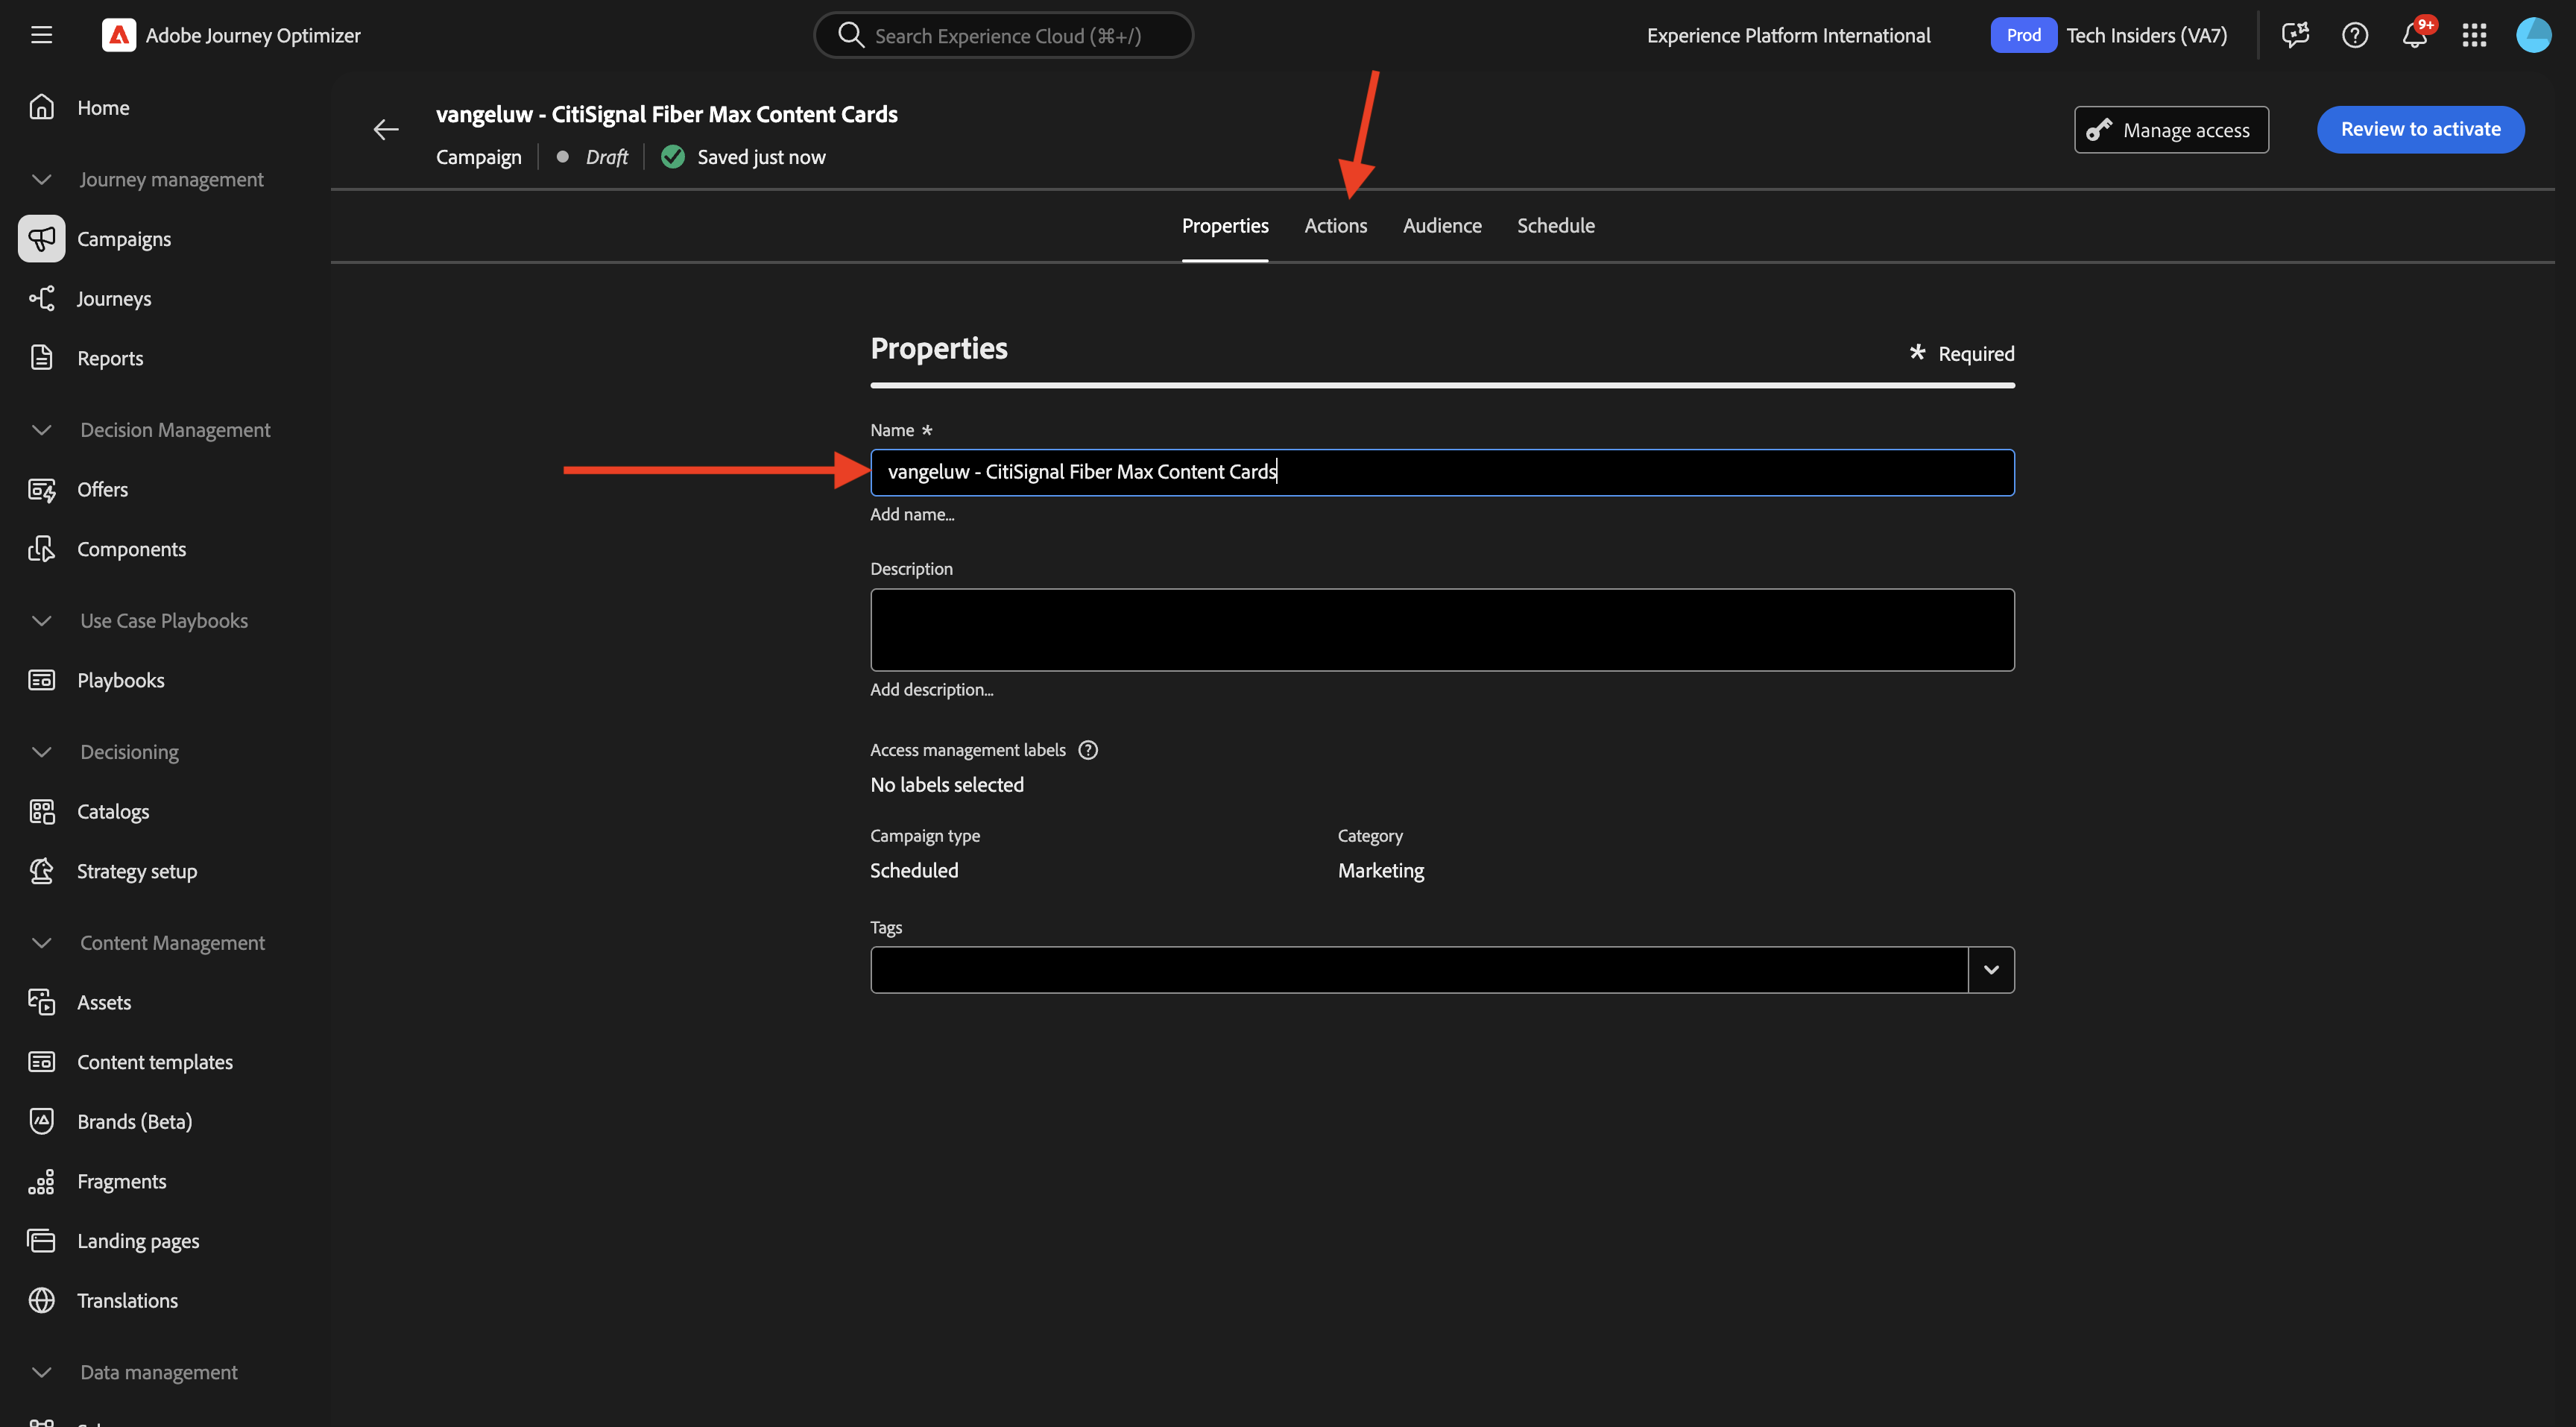 Adobe Journey Optimizer
Search Experience Cloud (⌘+/)
Experience Platform International
Prod
Tech Insiders (VA7)
9+
Home
Journey management
Campaigns
Journeys
Reports
Decision Management
Offers
Components
Use Case Playbooks
Playbooks
Decisioning
Catalogs
Strategy setup
Content Management
Assets
Content templates
Brands (Beta)
Fragments
Landing pages
Translations
Data management
vangeluw - CitiSignal Fiber Max Content Cards
Campaign
Draft
Saved just now
Manage access
Review to activate
Properties
Actions
Audience
Schedule
Properties
* Required
Name *
vangeluw - CitiSignal Fiber Max Content Cards
Add name...
Description
Add description...
Access management labels
No labels selected
Campaign type
Category
Scheduled
Marketing
Tags